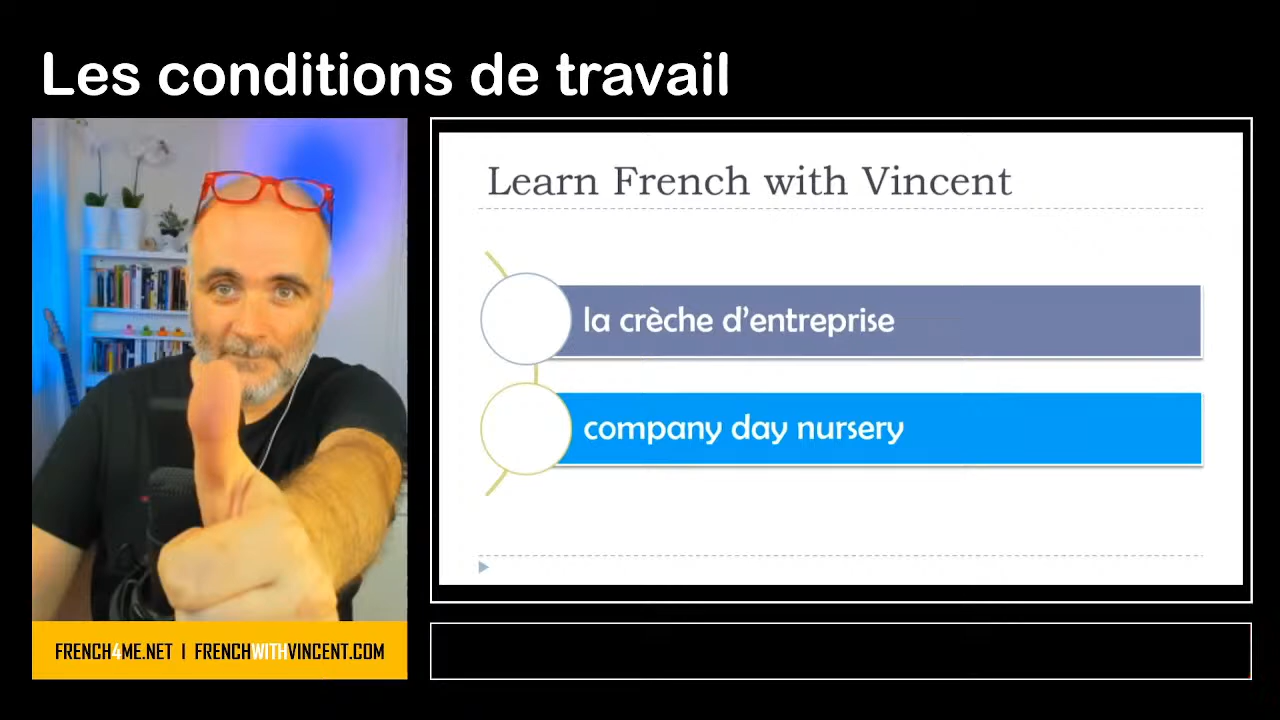 Les conditions de travail
Learn French with Vincent
la crèche d’entreprise
company day nursery
FRENCH4ME.NET I FRENCHWITHVINCENT.COM